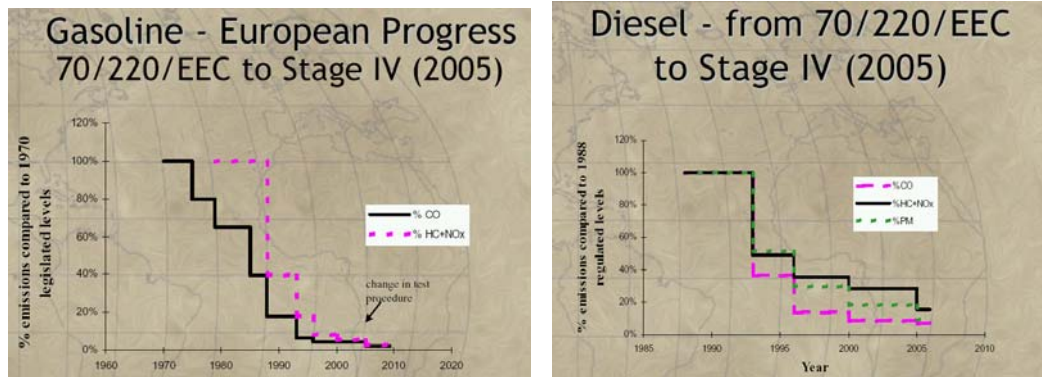 Gasoline - European Progress
70/220/EEC to Stage IV (2005)
% emissions compared to 1970
legislated levels
120%
100%
80%
60%
40%
20%
0%
1960
1970
1980
1990
2000
2010
2020
% CO
% HC+NOx
change in test
procedure
Diesel - from 70/220/EEC
to Stage IV (2005)
% emissions compared to 1988
regulated levels
120%
100%
80%
60%
40%
20%
0%
1985
1990
1995
2000
2005
2010
Year
%CO
%HC+NOx
%PM